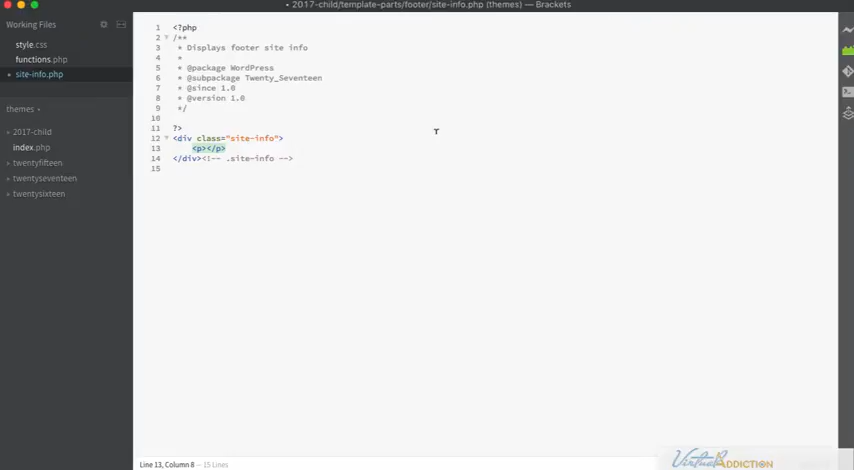 • 2017-child/template-parts/footer/site-info.php (themes) — Brackets
Working Files
style.css
functions.php
• site-info.php
themes
2017-child
index.php
twentyfifteen
twentyseventeen
twentysixteen
1 <?php
2 /**
3 * Displays footer site info
4 *
5 * @package WordPress
6 * @subpackage Twenty_Seventeen
7 * @since 1.0
8 * @version 1.0
9 */
10
11 ?>
12 <div class="site-info">
13 <p></p>
14 </div><!-- .site-info -->
15
Line 13, Column 8 — 15 Lines
Virtual ADDICTION